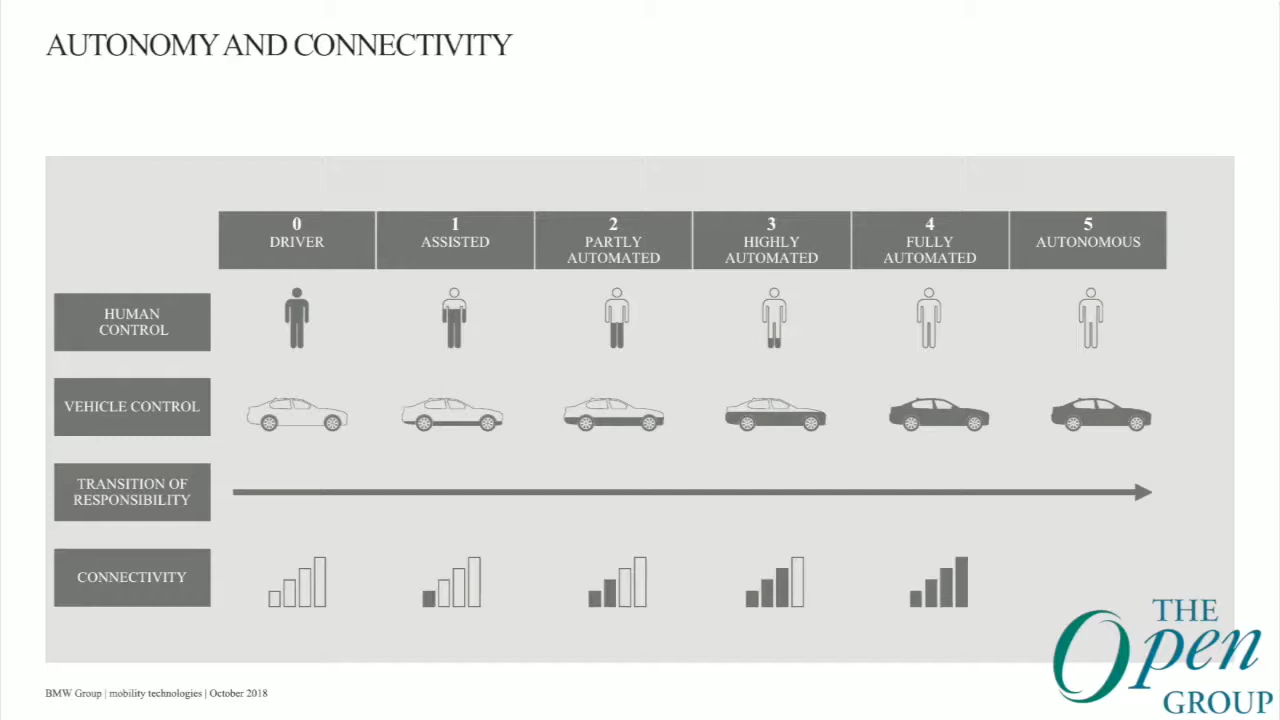 AUTONOMY AND CONNECTIVITY
0
DRIVER
1
ASSISTED
2
PARTLY
AUTOMATED
3
HIGHLY
AUTOMATED
4
FULLY
AUTOMATED
5
AUTONOMOUS
HUMAN
CONTROL
VEHICLE CONTROL
TRANSITION OF
RESPONSIBILITY
CONNECTIVITY
BMW Group | mobility technologies | October 2018
THE
Open
GROUP